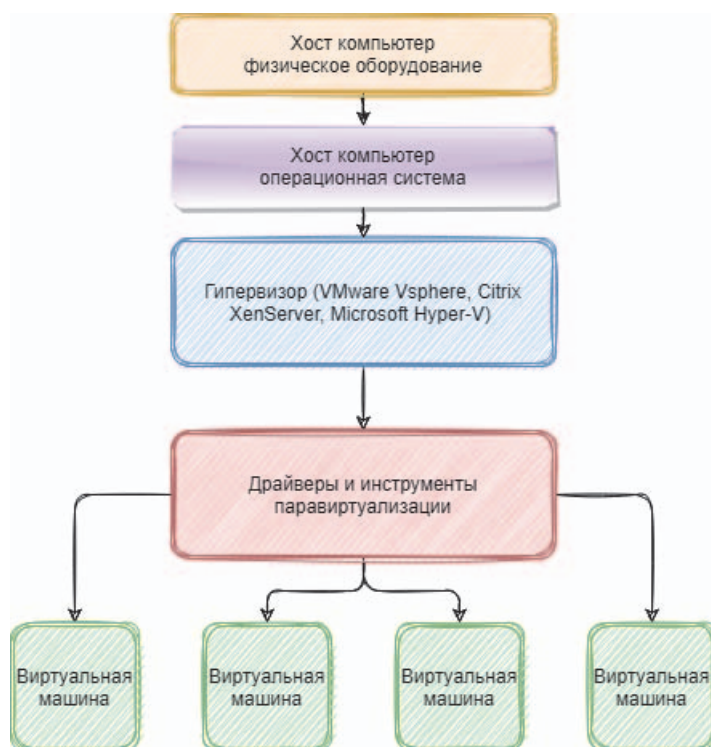 Хост компьютер
физическое оборудование
Хост компьютер
операционная система
Гипервизор (VMware Vsphere, Citrix
XenServer, Microsoft Hyper-V)
Драйверы и инструменты
паравиртуализации
Виртуальная
машина
Виртуальная
машина
Виртуальная
машина
Виртуальная
машина